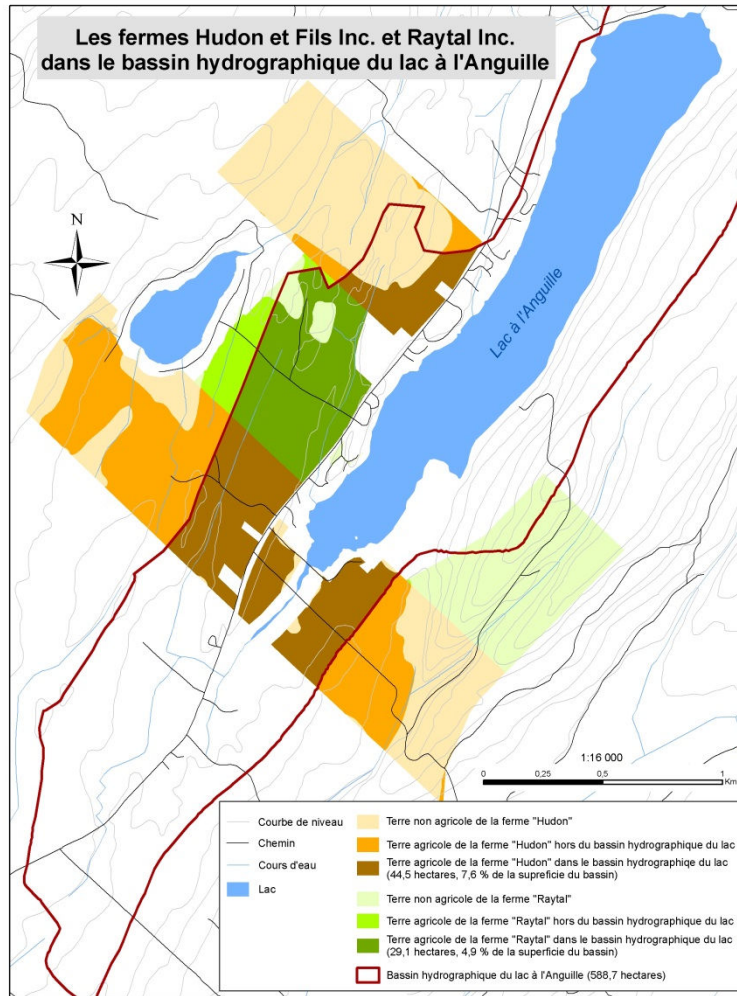 Les fermes Hudon et Fils Inc. et Raytal Inc.
dans le bassin hydrographique du lac à l'Anguille
N
Lac à l'Anguille
1:16 000
0 0,25 0,5 1
Km
Courbe de niveau
Chemin
Cours d'eau
Lac
Terre non agricole de la ferme "Hudon"
Terre agricole de la ferme "Hudon" hors du bassin hydrographique du lac
Terre agricole de la ferme "Hudon" dans le bassin hydrographiqe du lac
(44,5 hectares, 7,6 % de la supreficie du bassin)
Terre non agricole de la ferme "Raytal"
Terre agricole de la ferme "Raytal" hors du bassin hydrographique du lac
Terre agricole de la ferme "Raytal" dans le bassin hydrographique du lac
(29,1 hectares, 4,9 % de la superficie du bassin)
Bassin hydrographique du lac à l'Anguille (588,7 hectares)